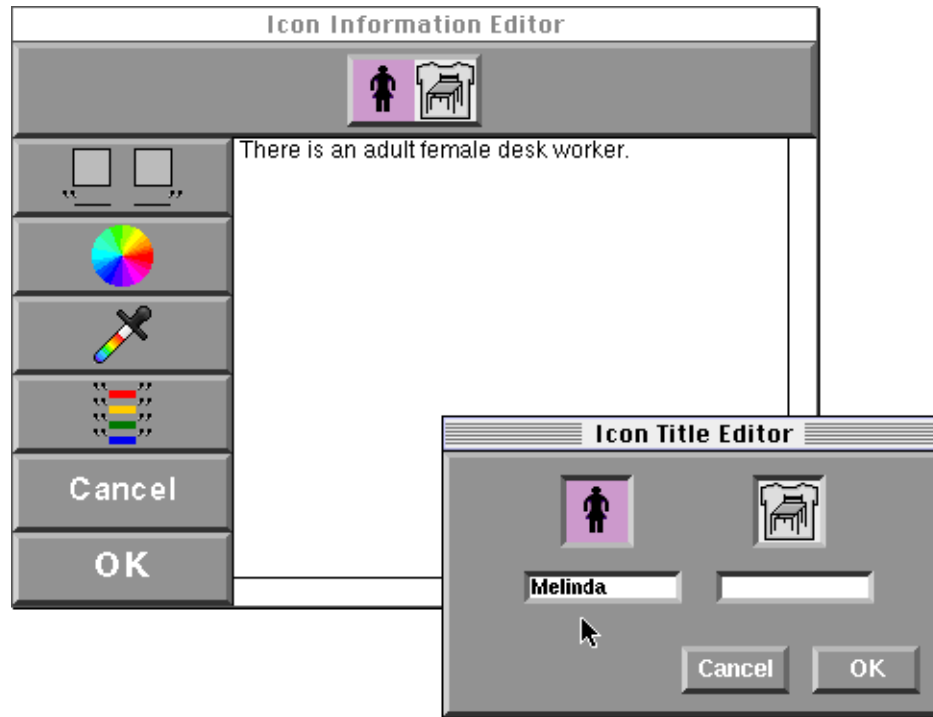 Icon Information Editor
There is an adult female desk worker.
Cancel
OK
Icon Title Editor
Melinda
Cancel
OK